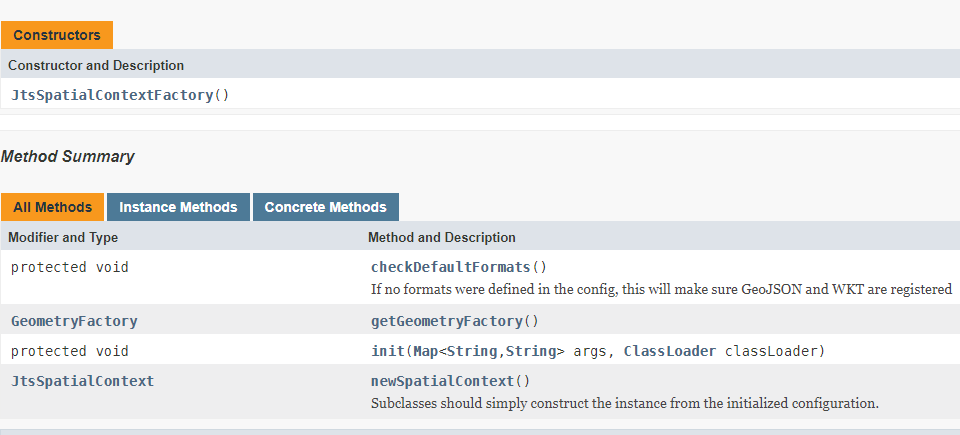 Constructors
Constructor and Description
JtsSpatialContextFactory()
Method Summary
All Methods Instance Methods Concrete Methods
Modifier and Type Method and Description
protected void checkDefaultFormats()
If no formats were defined in the config, this will make sure GeoJSON and WKT are registered
GeometryFactory getGeometryFactory()
protected void init(Map<String,String> args, ClassLoader classLoader)
JtsSpatialContext newSpatialContext()
Subclasses should simply construct the instance from the initialized configuration.